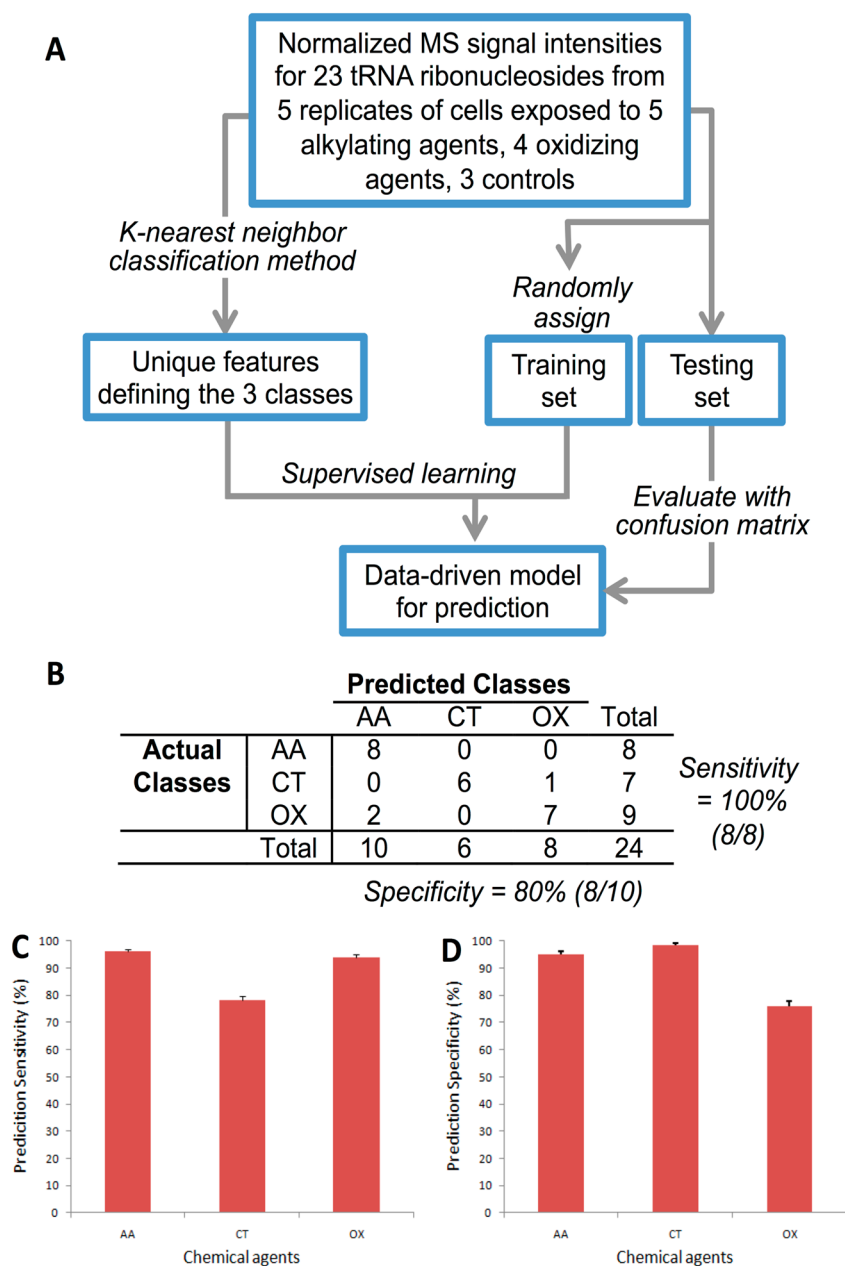 A
Normalized MS signal intensities
for 23 tRNA ribonucleosides from
5 replicates of cells exposed to 5
alkylating agents, 4 oxidizing
agents, 3 controls
K-nearest neighbor
classification method
Randomly
assign
Unique features
defining the 3 classes
Training
set
Testing
set
Supervised learning
Evaluate with
confusion matrix
Data-driven model
for prediction
B
Predicted Classes
AA CT OX Total
Actual AA 8 0 0 8
Classes CT 0 6 1 7
OX 2 0 7 9
Total 10 6 8 24
Sensitivity
= 100%
(8/8)
Specificity = 80% (8/10)
C
Prediciton Sensitivity (%)
100
90
80
70
60
50
40
30
20
10
0
AA CT OX
Chemical agents
D
Prediction Specificity (%)
100
90
80
70
60
50
40
30
20
10
0
AA CT OX
Chemical agents